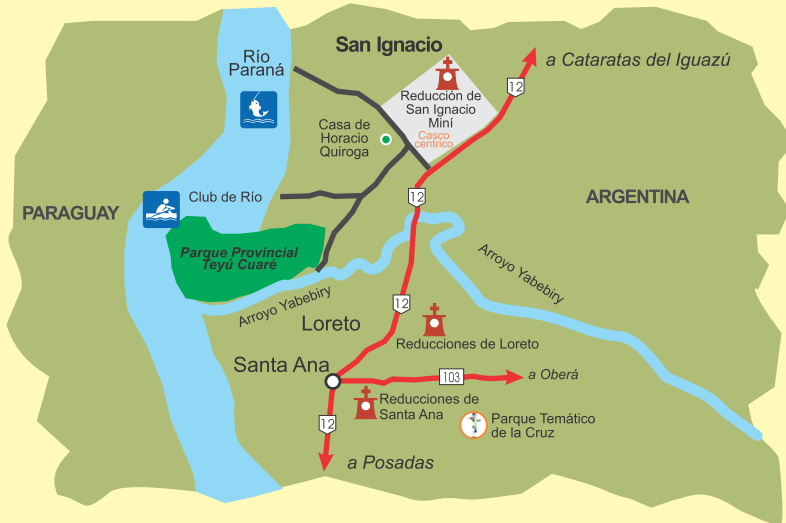 San Ignacio
Río
Paraná
a Cataratas del Iguazú
12
Reducción de
San Ignacio
Miní
Casco
céntrico
Casa de
Horacio
Quiroga
PARAGUAY
Club de Río
12
ARGENTINA
Parque Provincial
Teyú Cuaré
Arroyo Yabebiry
Arroyo Yabebiry
12
Loreto
Reducciones de Loreto
Santa Ana
103
a Oberá
Reducciones de
Santa Ana
12
Parque Temático
de la Cruz
a Posadas